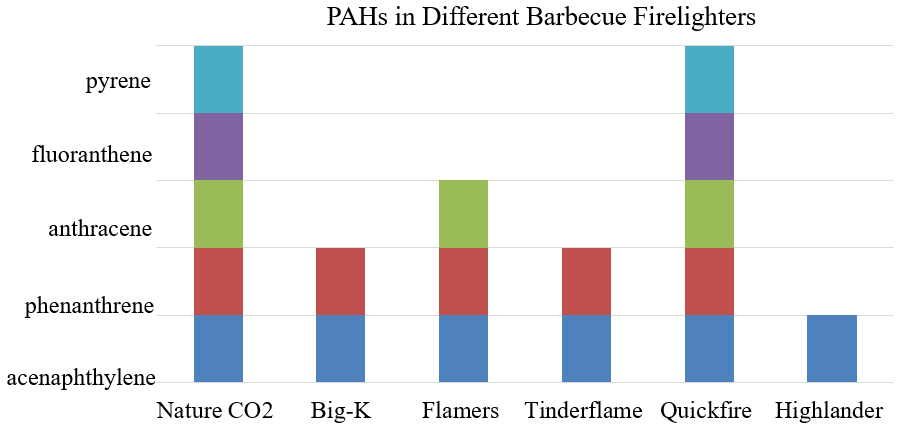 PAHs in Different Barbecue Firelighters
pyrene
fluoranthene
anthracene
phenanthrene
acenaphthylene
Nature CO2 Big-K Flamers Tinderflame Quickfire Highlander